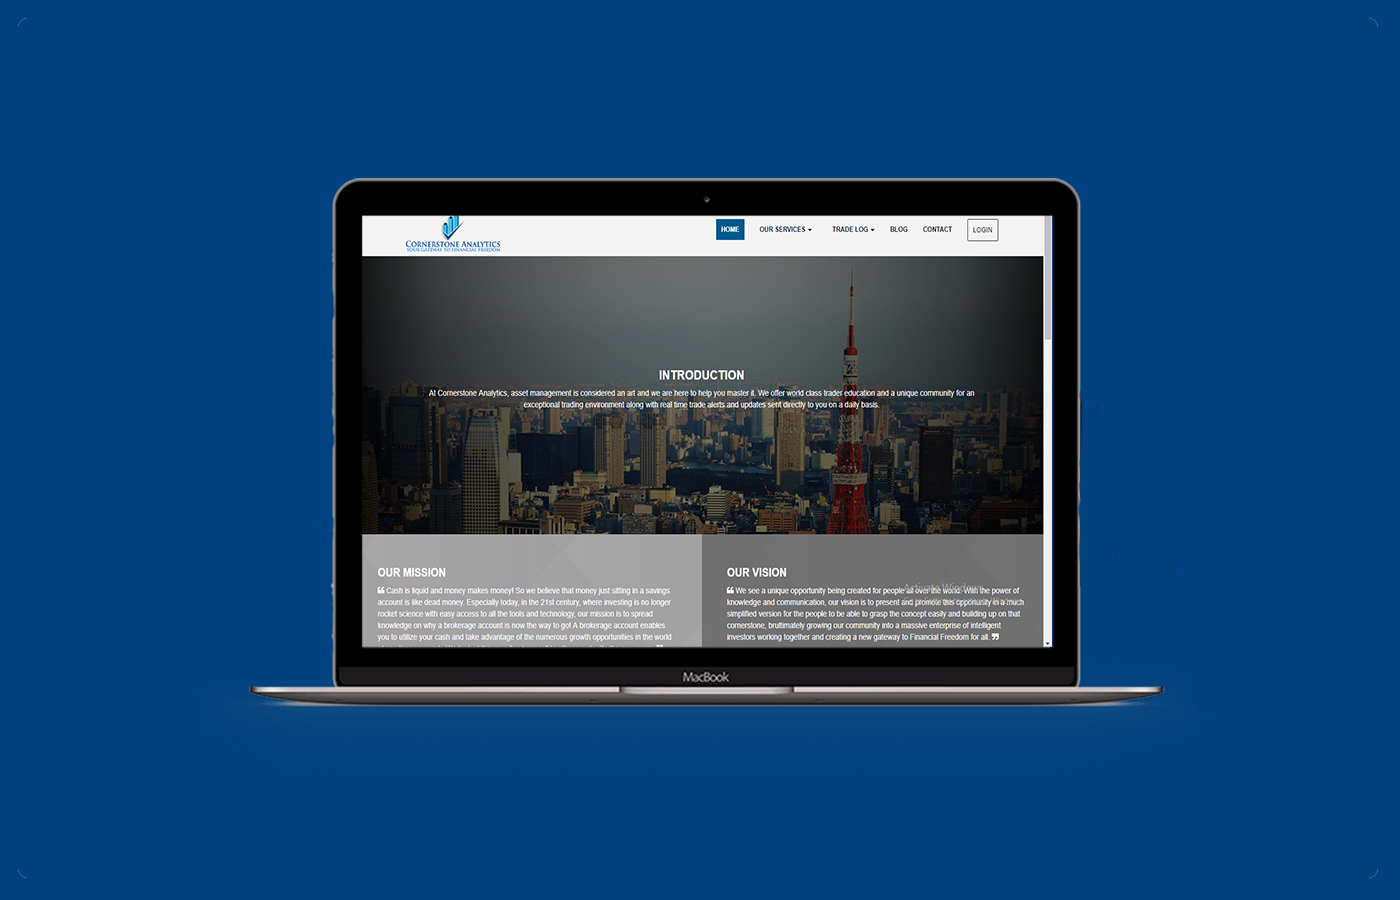 CORNERSTONE ANALYTICS
YOUR GATEWAY TO FINANCIAL FREEDOM
HOME OUR SERVICES TRADE LOG BLOG CONTACT LOGIN
INTRODUCTION
At Cornerstone Analytics, asset management is considered an art and we are here to help you master it. We offer world class trader education and a unique community for an
exceptional trading environment along with real time trade alerts and updates sent directly to you on a daily basis.
OUR MISSION
❝ Cash is liquid and money makes money! So we believe that money just sitting in a savings
account is like dead money. Especially today, in the 21st century, where investing is no longer
rocket science with easy access to all the tools and technology, our mission is to spread
knowledge on why a brokerage account is now the way to go! A brokerage account enables
you to utilize your cash and take advantage of the numerous growth opportunities in the world
OUR VISION
❝ We see a unique opportunity being created for people all over the world. With the power of
knowledge and communication, our vision is to present and promote this opportunity in a much
simplified version for the people to be able to grasp the concept easily and building up on that
cornerstone, brultimately growing our community into a massive enterprise of intelligent
investors working together and creating a new gateway to Financial Freedom for all. ❞
Activate Windows
MacBook